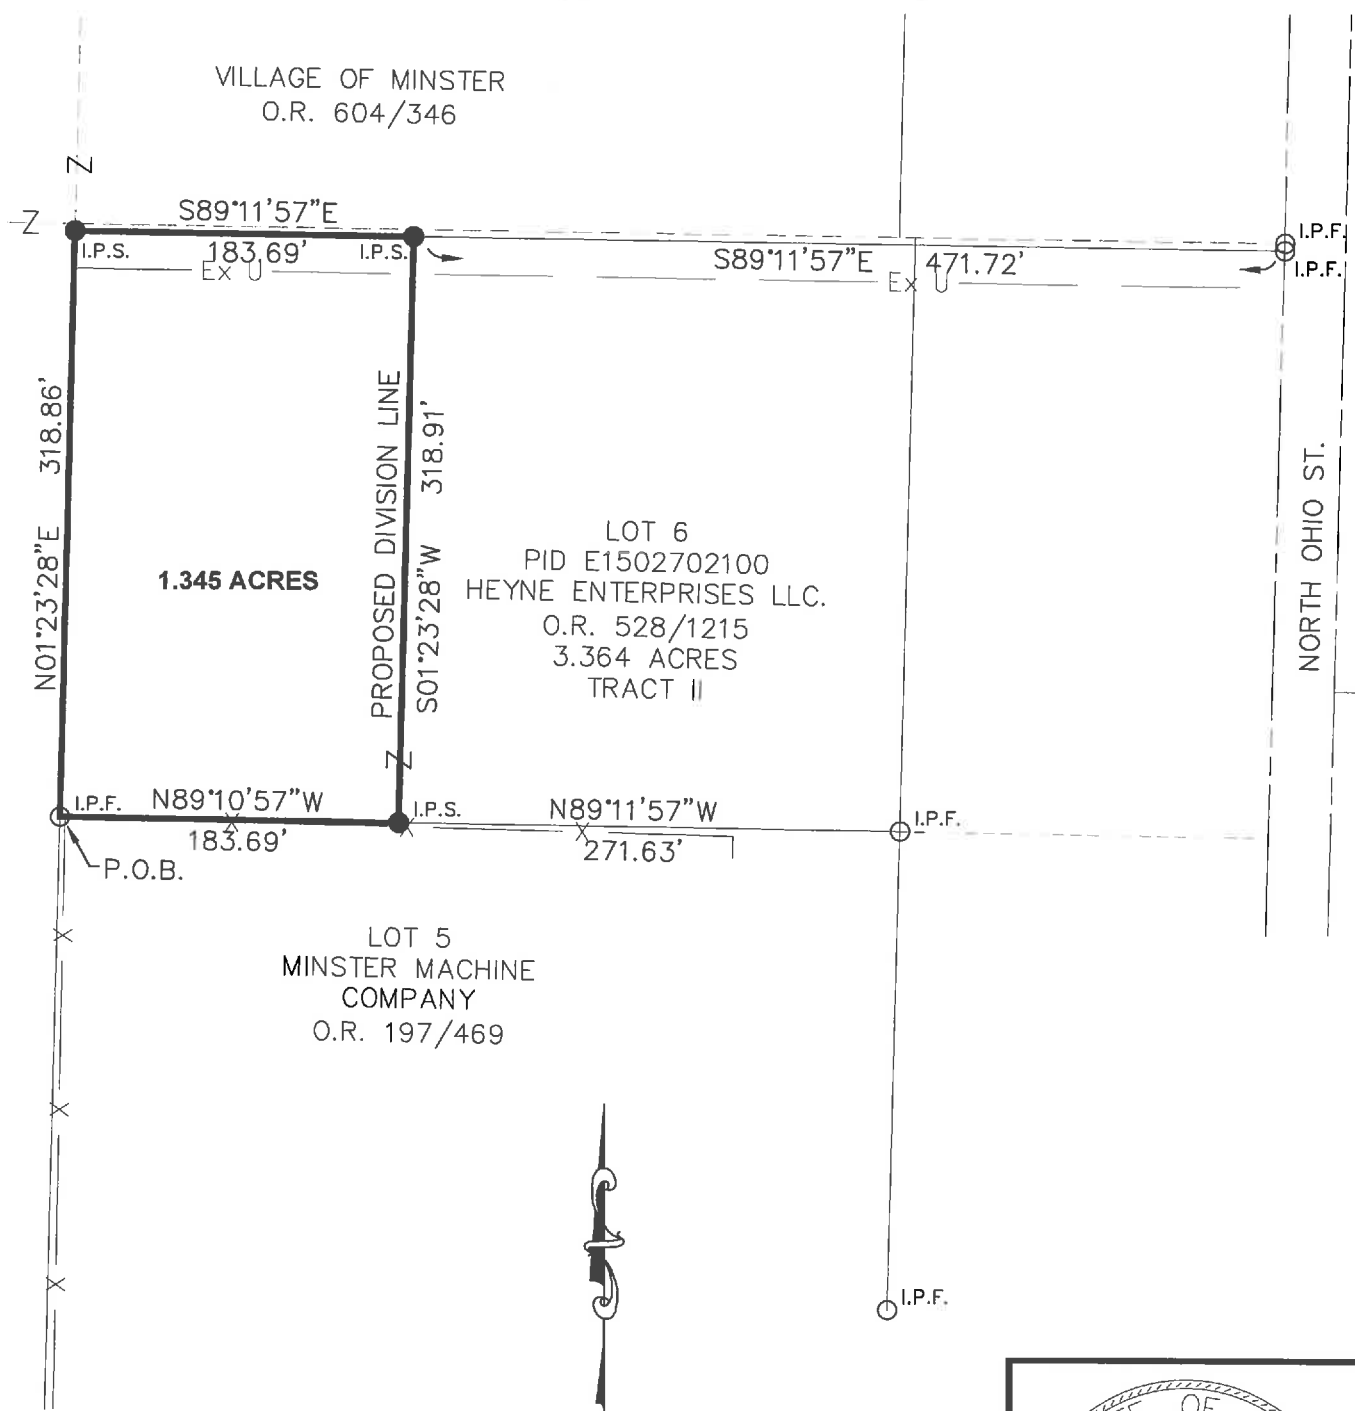 VILLAGE OF MINSTER
O.R. 604/346
Z
Z
S89°11'57"E
183.69'
I.P.S.
I.P.S.
Ex U
S89°11'57"E 471.72'
Ex U
I.P.F.
I.P.F.
N01°23'28"E 318.86'
1.345 ACRES
PROPOSED DIVISION LINE
S01°23'28"W 318.91'
LOT 6
PID E1502702100
HEYNE ENTERPRISES LLC.
O.R. 528/1215
3.364 ACRES
TRACT II
NORTH OHIO ST.
Z
I.P.F.
N89°10'57"W
183.69'
I.P.S.
N89°11'57"W
271.63'
I.P.F.
P.O.B.
LOT 5
MINSTER MACHINE
COMPANY
O.R. 197/469
I.P.F.
OF